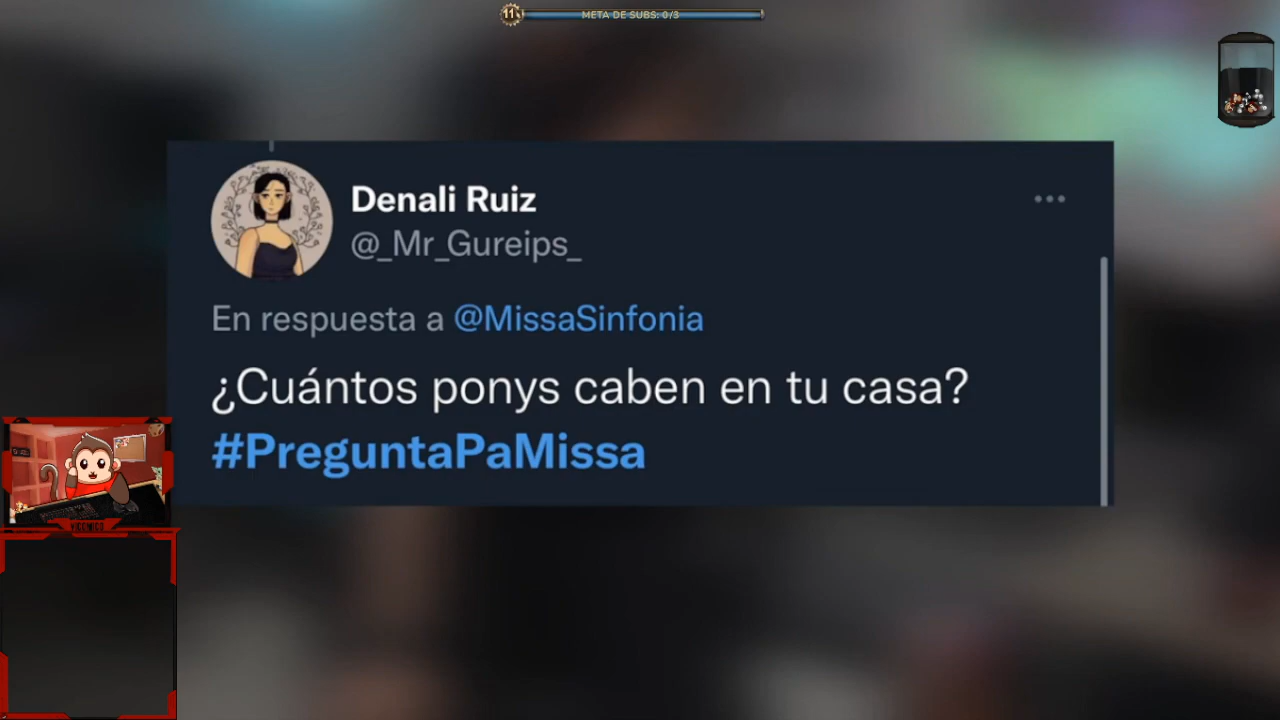 META DE SUBS: 0/3
Denali Ruiz
@_Mr_Gureips_
En respuesta a @MissaSinfonia
¿Cuántos ponys caben en tu casa?
#PreguntaPaMissa